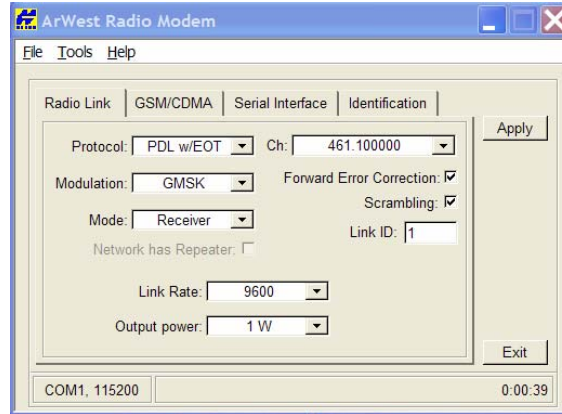 ArWest Radio Modem
File Tools Help
Radio Link GSM/CDMA Serial Interface Identification
Apply
Protocol: PDL w/EOT Ch: 461.100000
Modulation: GMSK Forward Error Correction:
Scrambling:
Mode: Receiver
Link ID: 1
Network has Repeater:
Link Rate: 9600
Output power: 1 W
Exit
COM1, 115200 0:00:39